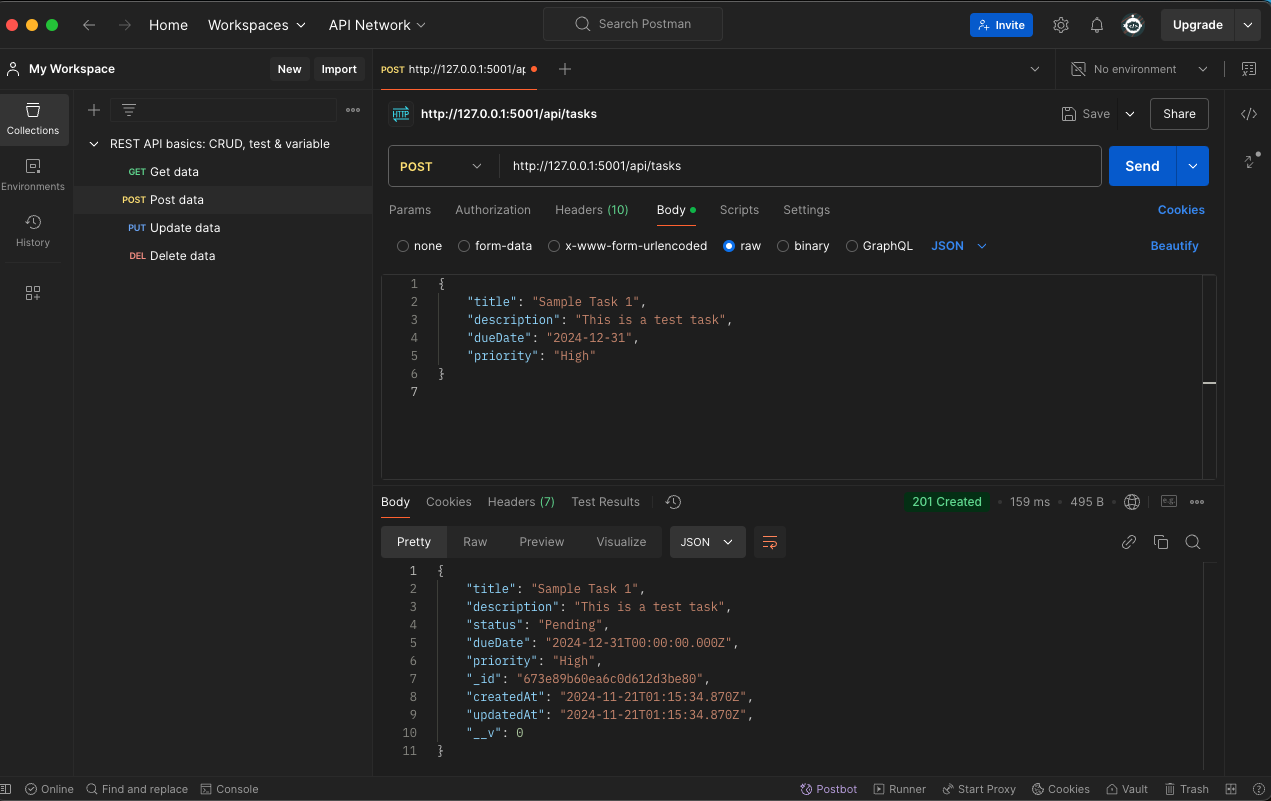 Home Workspaces API Network Search Postman Invite Upgrade
My Workspace New Import POST http://127.0.0.1:5001/ap No environment
Collections
Environments
History
REST API basics: CRUD, test & variable
GET Get data
POST Post data
PUT Update data
DEL Delete data
HTTP http://127.0.0.1:5001/api/tasks Save Share
POST http://127.0.0.1:5001/api/tasks Send
Params Authorization Headers (10) Body Scripts Settings Cookies
none form-data x-www-form-urlencoded raw binary GraphQL JSON Beautify
1 {
2 "title": "Sample Task 1",
3 "description": "This is a test task",
4 "dueDate": "2024-12-31",
5 "priority": "High"
6 }
7
Body Cookies Headers (7) Test Results 201 Created 159 ms 495 B
Pretty Raw Preview Visualize JSON
1 {
2 "title": "Sample Task 1",
3 "description": "This is a test task",
4 "status": "Pending",
5 "dueDate": "2024-12-31T00:00:00.000Z",
6 "priority": "High",
7 "_id": "673e89b60ea6c0d612d3be80",
8 "createdAt": "2024-11-21T01:15:34.870Z",
9 "updatedAt": "2024-11-21T01:15:34.870Z",
10 "__v": 0
11 }
Online Find and replace Console Postbot Runner Start Proxy Cookies Vault Trash